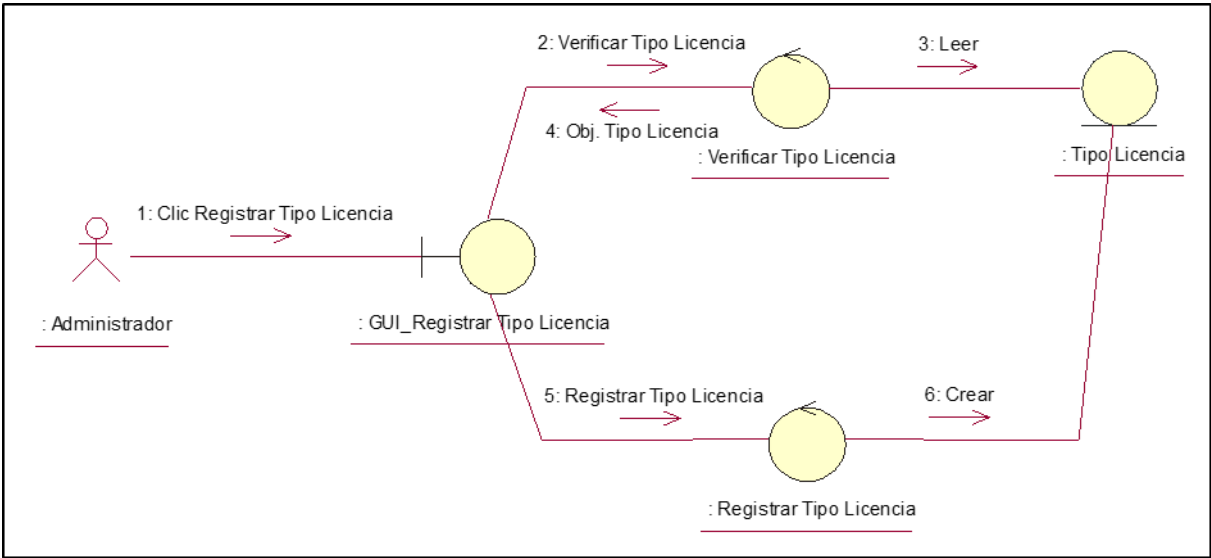 2: Verificar Tipo Licencia
3: Leer
4: Obj. Tipo Licencia
: Verificar Tipo Licencia
: Tipo Licencia
1: Clic Registrar Tipo Licencia
: Administrador
: GUI_Registrar Tipo Licencia
5: Registrar Tipo Licencia
6: Crear
: Registrar Tipo Licencia